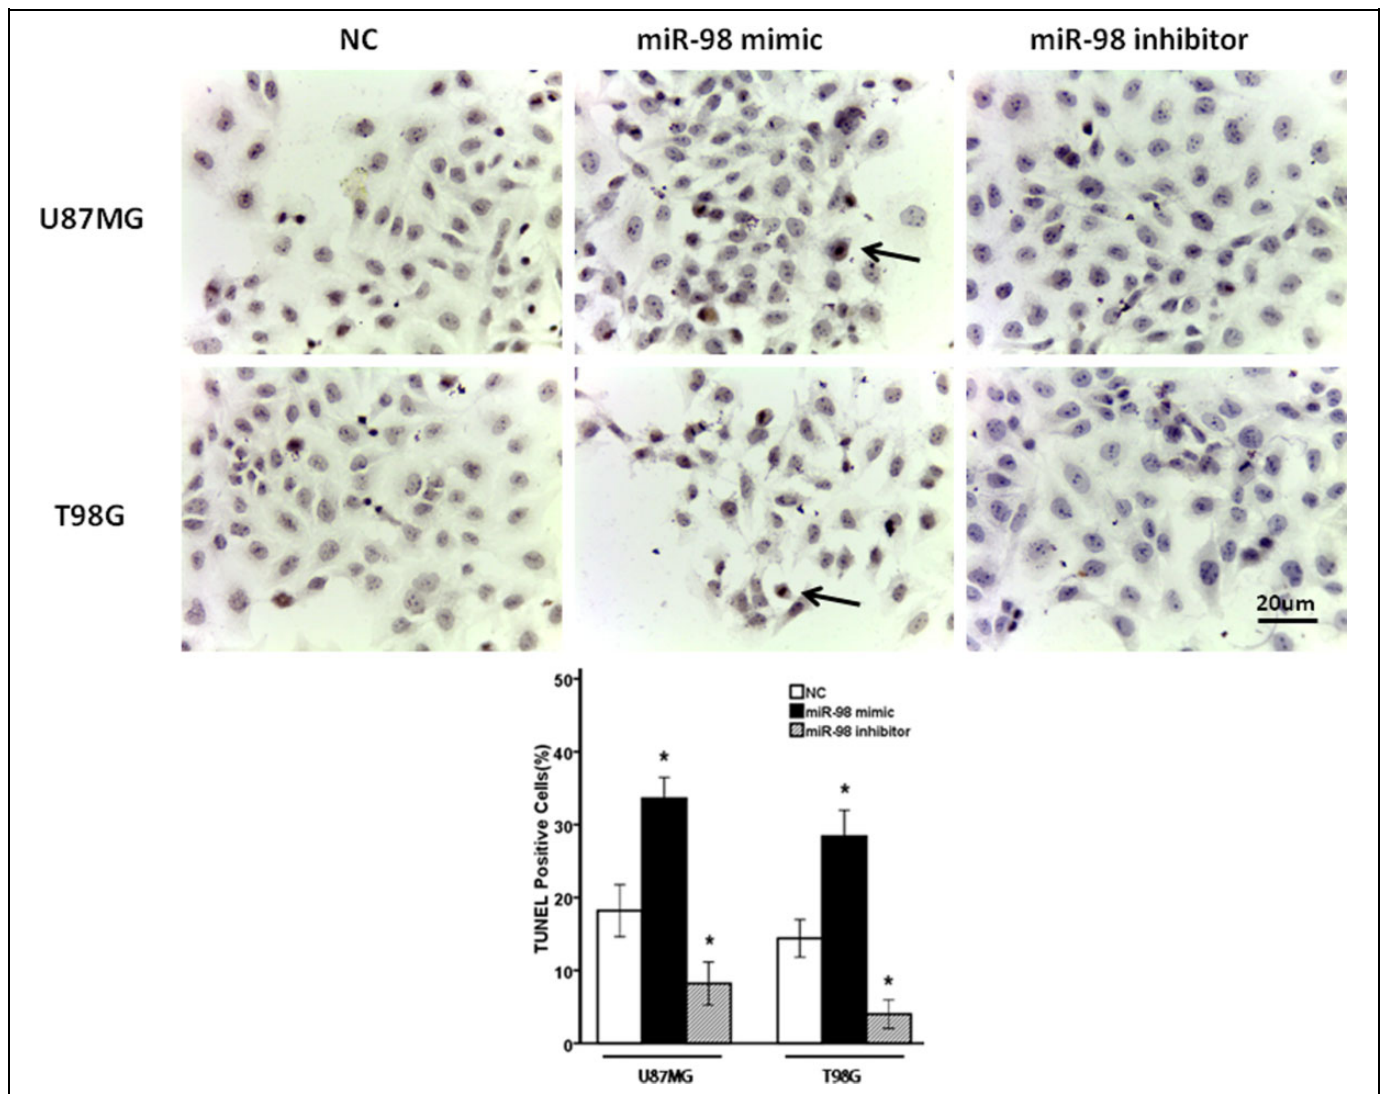 NC miR-98 mimic miR-98 inhibitor
U87MG
T98G
20um
TUNEL Positive Cells(%)
50
40
30
20
10
0
NC
miR-98 mimic
miR-98 inhibitor
*
*
*
*
U87MG T98G